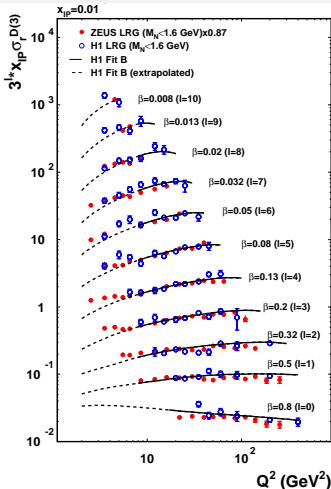 x_IP=0.01
ZEUS LRG (M_N<1.6 GeV)x0.87
H1 LRG (M_N<1.6 GeV)
H1 Fit B
H1 Fit B (extrapolated)
3^l*x_IP σ_r^D(3)
10^3
10^2
10
1
10^-1
10^-2
β=0.008 (l=10)
β=0.013 (l=9)
β=0.02 (l=8)
β=0.032 (l=7)
β=0.05 (l=6)
β=0.08 (l=5)
β=0.13 (l=4)
β=0.2 (l=3)
β=0.32 (l=2)
β=0.5 (l=1)
β=0.8 (l=0)
10
10^2
Q^2 (GeV^2)